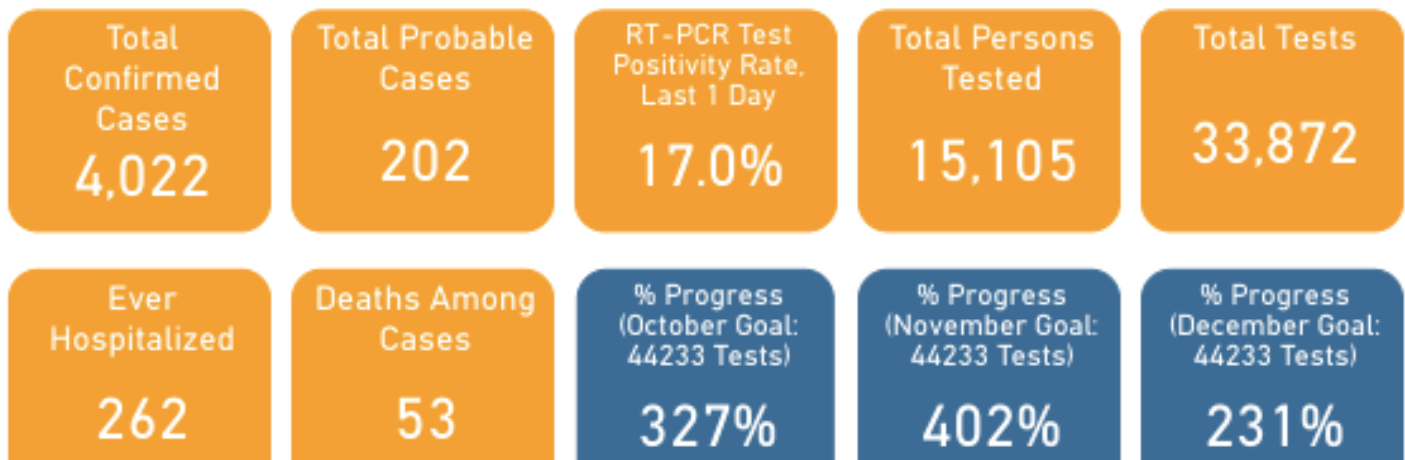 Total
Confirmed
Cases
4,022
Total Probable
Cases
202
RT-PCR Test
Positivity Rate,
Last 1 Day
17.0%
Total Persons
Tested
15,105
Total Tests
33,872
Ever
Hospitalized
262
Deaths Among
Cases
53
% Progress
(October Goal:
44233 Tests)
327%
% Progress
(November Goal:
44233 Tests)
402%
% Progress
(December Goal:
44233 Tests)
231%